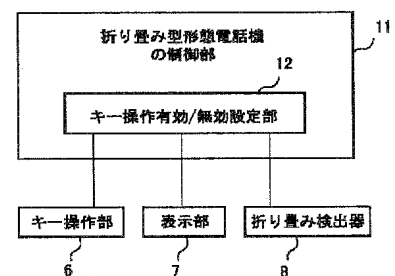 折り畳み型形態電話機
の制御部
11
12
キー操作有効/無効設定部
キー操作部
表示部
折り畳み検出器
6
7
8